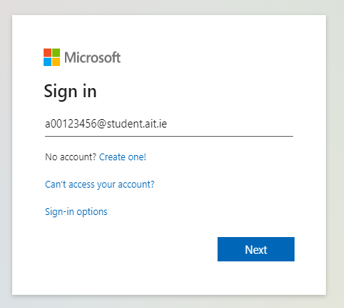 Microsoft
Sign in
a00123456@student.ait.ie
No account? Create one!
Can't access your account?
Sign-in options
Next